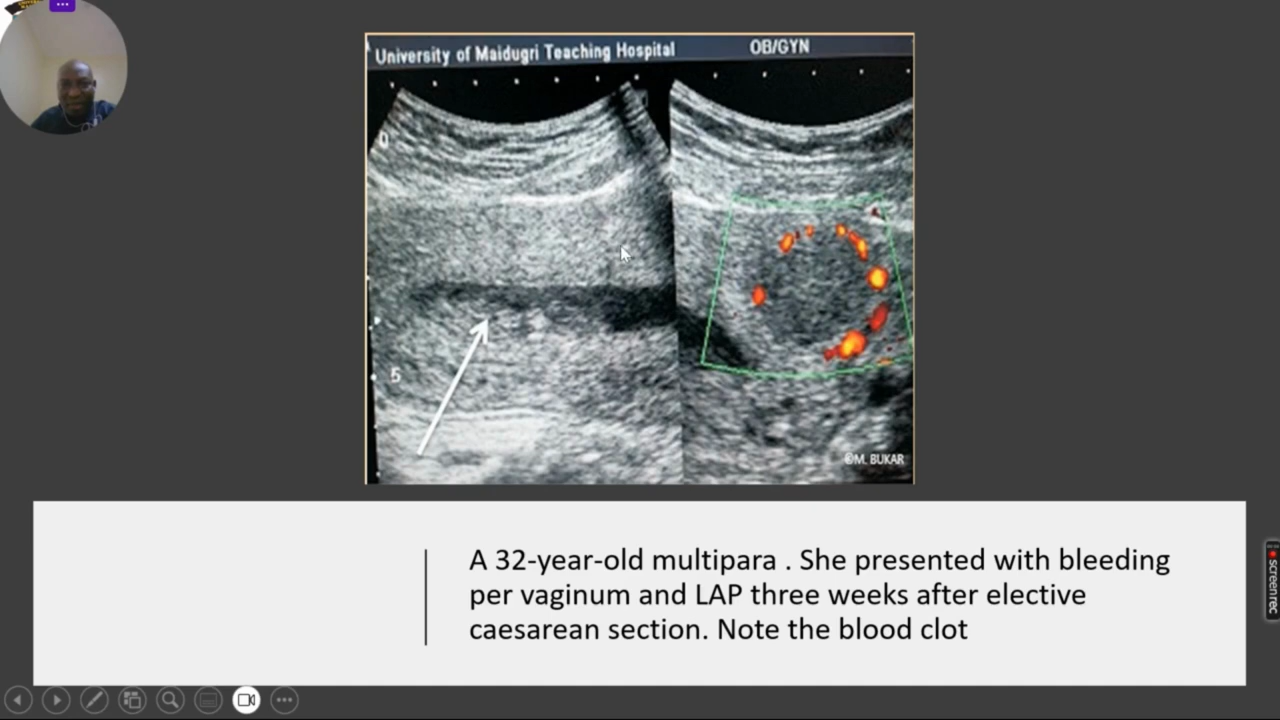 University of Maidugri Teaching Hospital OB/GYN
0
5
©M. BUKAR
A 32-year-old multipara . She presented with bleeding
per vaginum and LAP three weeks after elective
caesarean section. Note the blood clot
screenrec